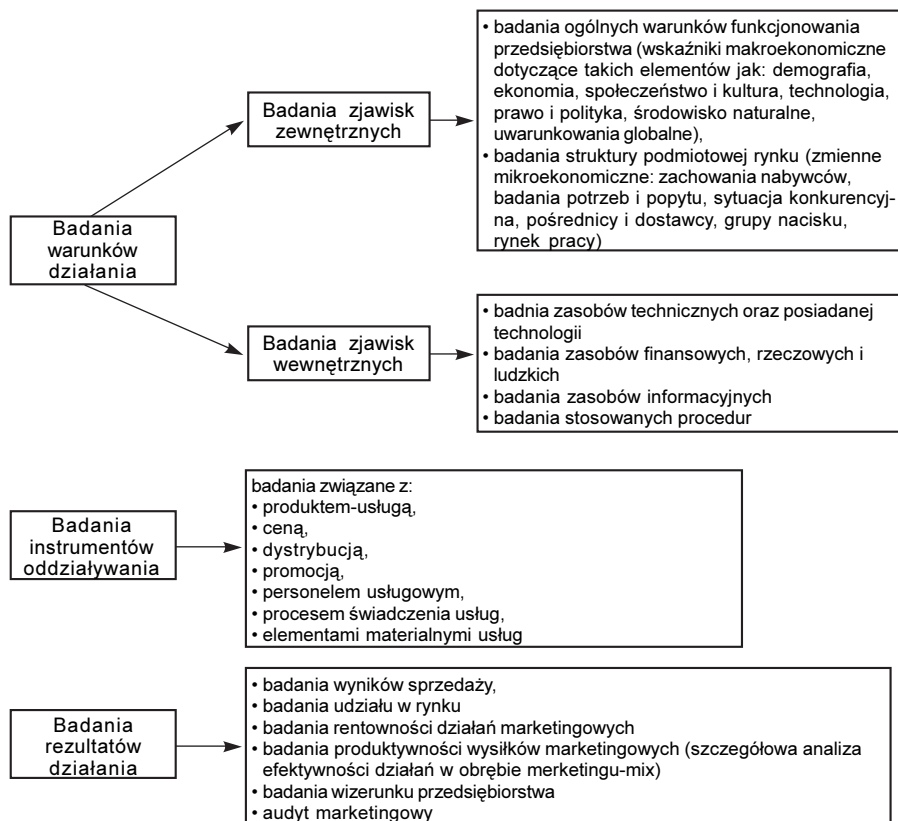 Badania
warunków
działania
Badania zjawisk
zewnętrznych
• badania ogólnych warunków funkcjonowania
przedsiębiorstwa (wskaźniki makroekonomiczne
dotyczące takich elementów jak: demografia,
ekonomia, społeczeństwo i kultura, technologia,
prawo i polityka, środowisko naturalne,
uwarunkowania globalne),
• badania struktury podmiotowej rynku (zmienne
mikroekonomiczne: zachowania nabywców,
badania potrzeb i popytu, sytuacja konkurencyj-
na, pośrednicy i dostawcy, grupy nacisku,
rynek pracy)
Badania zjawisk
wewnętrznych
• badnia zasobów technicznych oraz posiadanej
technologii
• badania zasobów finansowych, rzeczowych i
ludzkich
• badania zasobów informacyjnych
• badania stosowanych procedur
Badania
instrumentów
oddziaływania
badania związane z:
• produktem-usługą,
• ceną,
• dystrybucją,
• promocją,
• personelem usługowym,
• procesem świadczenia usług,
• elementami materialnymi usług
Badania
rezultatów
działania
• badania wyników sprzedaży,
• badania udziału w rynku
• badania rentowności działań marketingowych
• badania produktywności wysiłków marketingowych (szczegółowa analiza
efektywności działań w obrębie merketingu-mix)
• badania wizerunku przedsiębiorstwa
• audyt marketingowy